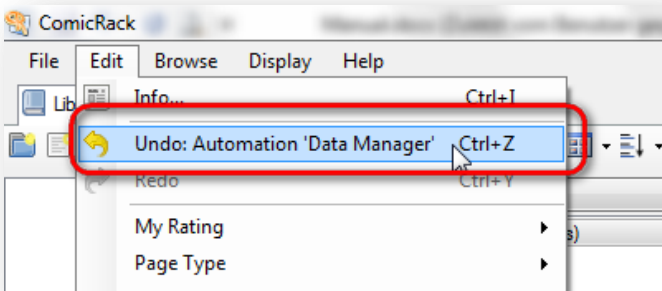 ComicRack
File Edit Browse Display Help
Lib
Info... Ctrl+I
Undo: Automation 'Data Manager' Ctrl+Z
Redo Ctrl+Y
s)
My Rating
Page Type